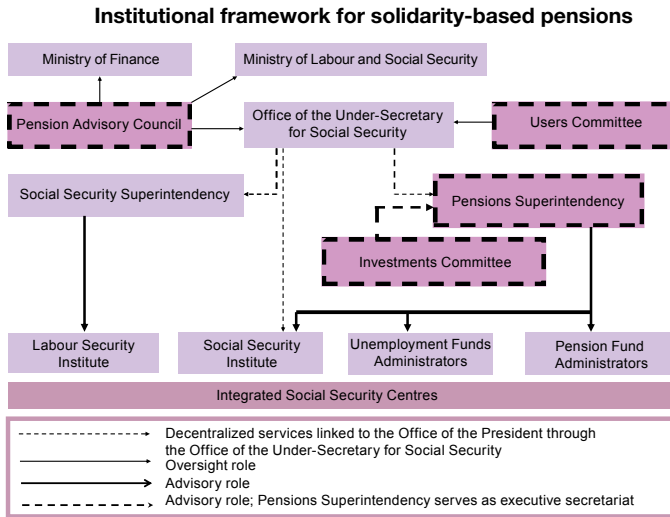 Institutional framework for solidarity-based pensions
Ministry of Finance
Ministry of Labour and Social Security
Pension Advisory Council
Office of the Under-Secretary
for Social Security
Users Committee
Social Security Superintendency
Pensions Superintendency
Investments Committee
Labour Security
Institute
Social Security
Institute
Unemployment Funds
Administrators
Pension Fund
Administrators
Integrated Social Security Centres
Decentralized services linked to the Office of the President through
the Office of the Under-Secretary for Social Security
Oversight role
Advisory role
Advisory role; Pensions Superintendency serves as executive secretariat